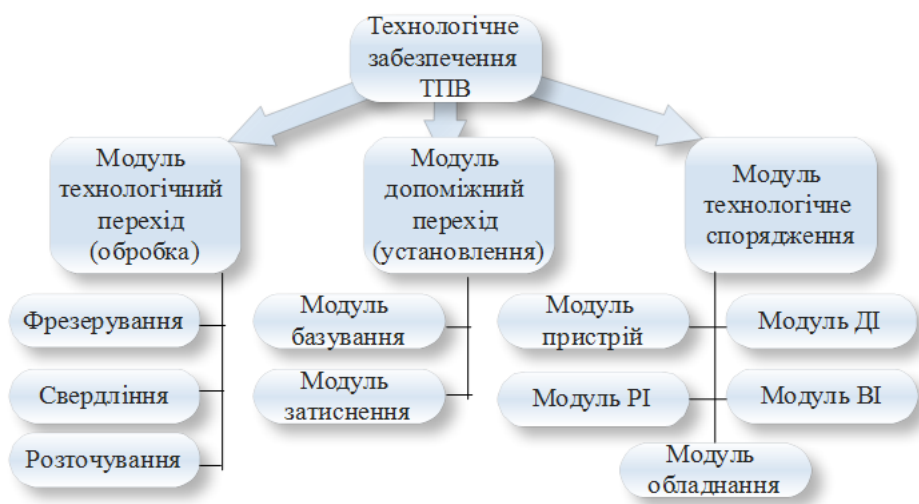 Технологічне
забезпечення
ТПВ
Модуль
технологічний
перехід
(обробка)
Фрезерування
Свердління
Розточування
Модуль
допоміжний
перехід
(установлення)
Модуль
базування
Модуль
затиснення
Модуль
технологічне
спорядження
Модуль
пристрій
Модуль ДІ
Модуль РІ
Модуль ВІ
Модуль
обладнання